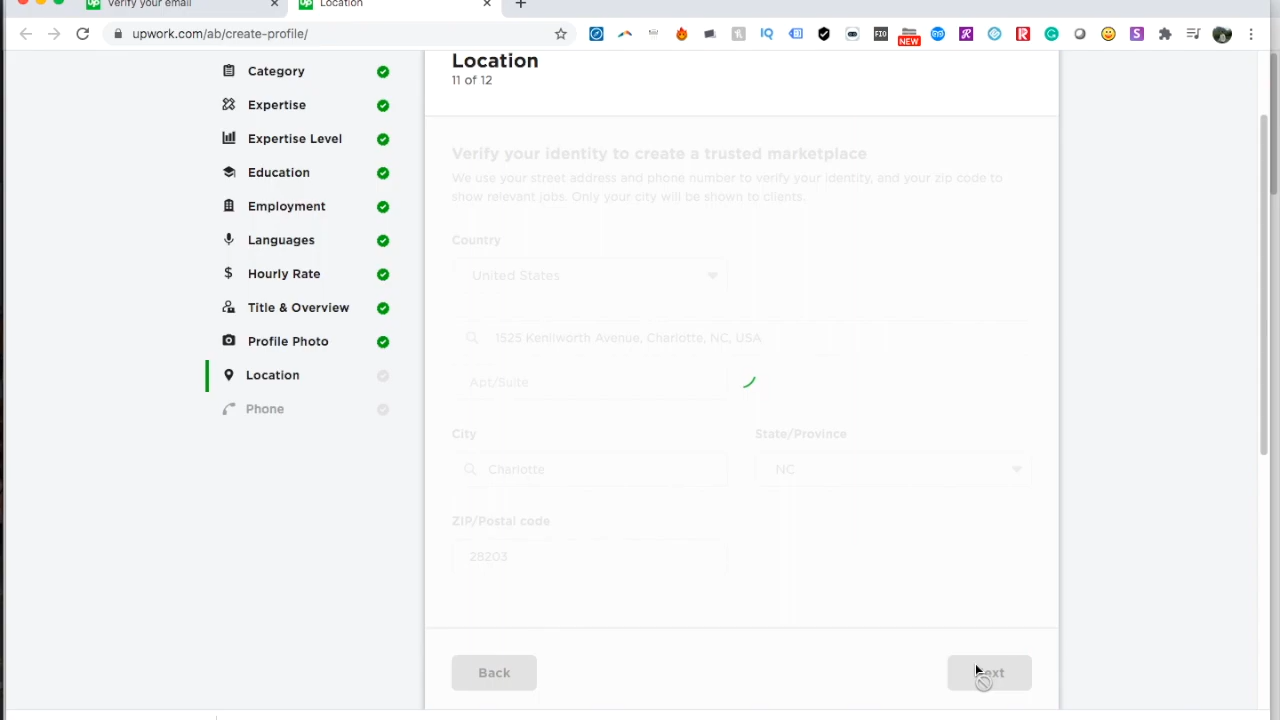 Verify your email
Location
upwork.com/ab/create-profile/
NEW
Category
Expertise
Expertise Level
Education
Employment
Languages
Hourly Rate
Title & Overview
Profile Photo
Location
Phone
Location
11 of 12
Verify your identity to create a trusted marketplace
We use your street address and phone number to verify your identity, and your zip code to
show relevant jobs. Only your city will be shown to clients.
Country
United States
1525 Kenilworth Avenue, Charlotte, NC, USA
Apt/Suite
City
State/Province
Charlotte
NC
ZIP/Postal code
28203
Back
Next